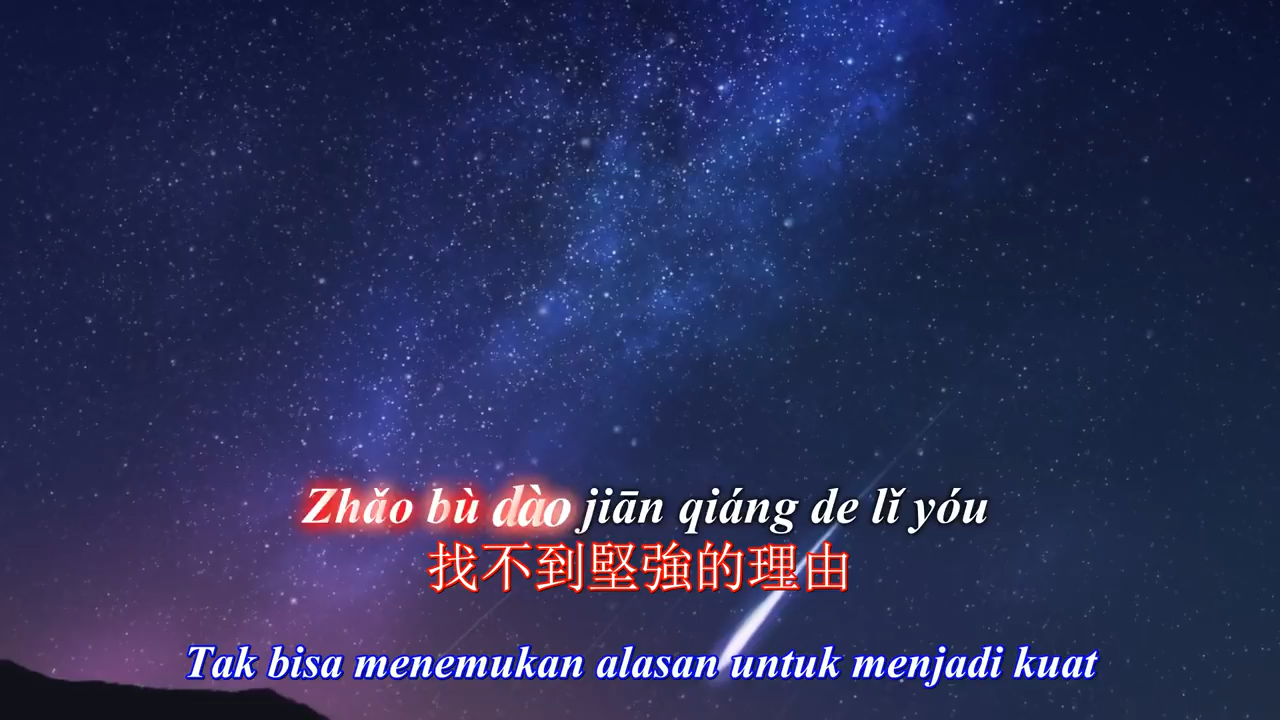 Zhǎo bù dào jiān qiáng de lǐ yóu
找不到堅強的理由
Tak bisa menemukan alasan untuk menjadi kuat